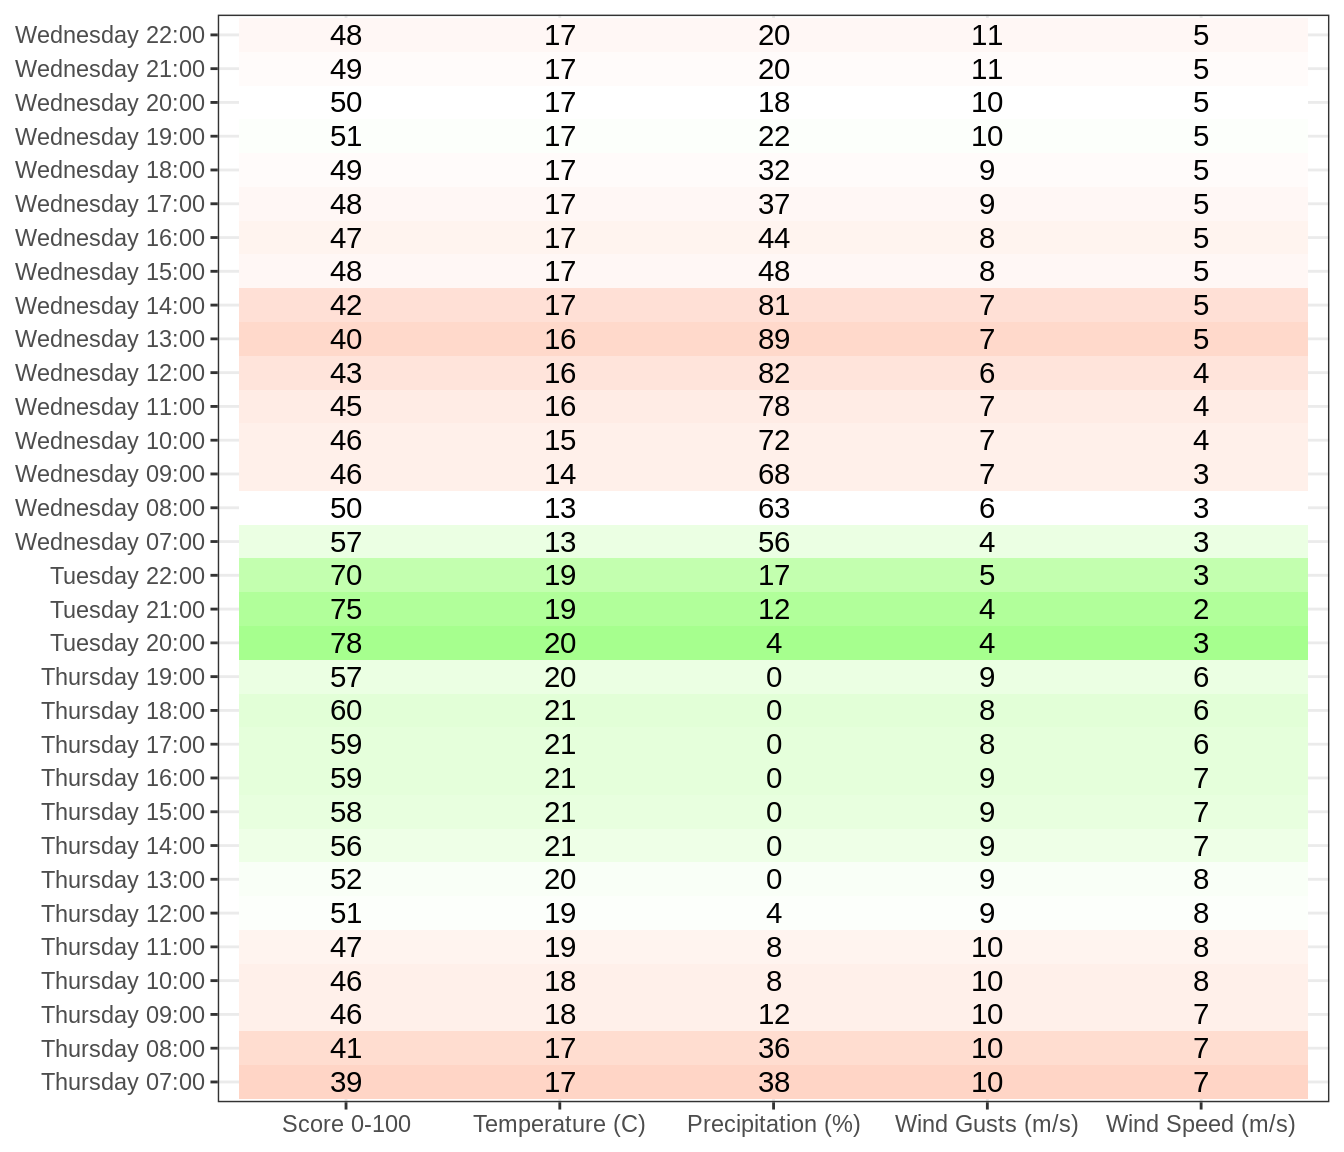 Wednesday 22:00 48 17 20 11 5
Wednesday 21:00 49 17 20 11 5
Wednesday 20:00 50 17 18 10 5
Wednesday 19:00 51 17 22 10 5
Wednesday 18:00 49 17 32 9 5
Wednesday 17:00 48 17 37 9 5
Wednesday 16:00 47 17 44 8 5
Wednesday 15:00 48 17 48 8 5
Wednesday 14:00 42 17 81 7 5
Wednesday 13:00 40 16 89 7 5
Wednesday 12:00 43 16 82 6 4
Wednesday 11:00 45 16 78 7 4
Wednesday 10:00 46 15 72 7 4
Wednesday 09:00 46 14 68 7 3
Wednesday 08:00 50 13 63 6 3
Wednesday 07:00 57 13 56 4 3
Tuesday 22:00 70 19 17 5 3
Tuesday 21:00 75 19 12 4 2
Tuesday 20:00 78 20 4 4 3
Thursday 19:00 57 20 0 9 6
Thursday 18:00 60 21 0 8 6
Thursday 17:00 59 21 0 8 6
Thursday 16:00 59 21 0 9 7
Thursday 15:00 58 21 0 9 7
Thursday 14:00 56 21 0 9 7
Thursday 13:00 52 20 0 9 8
Thursday 12:00 51 19 4 9 8
Thursday 11:00 47 19 8 10 8
Thursday 10:00 46 18 8 10 8
Thursday 09:00 46 18 12 10 7
Thursday 08:00 41 17 36 10 7
Thursday 07:00 39 17 38 10 7
Score 0-100 Temperature (C) Precipitation (%) Wind Gusts (m/s) Wind Speed (m/s)